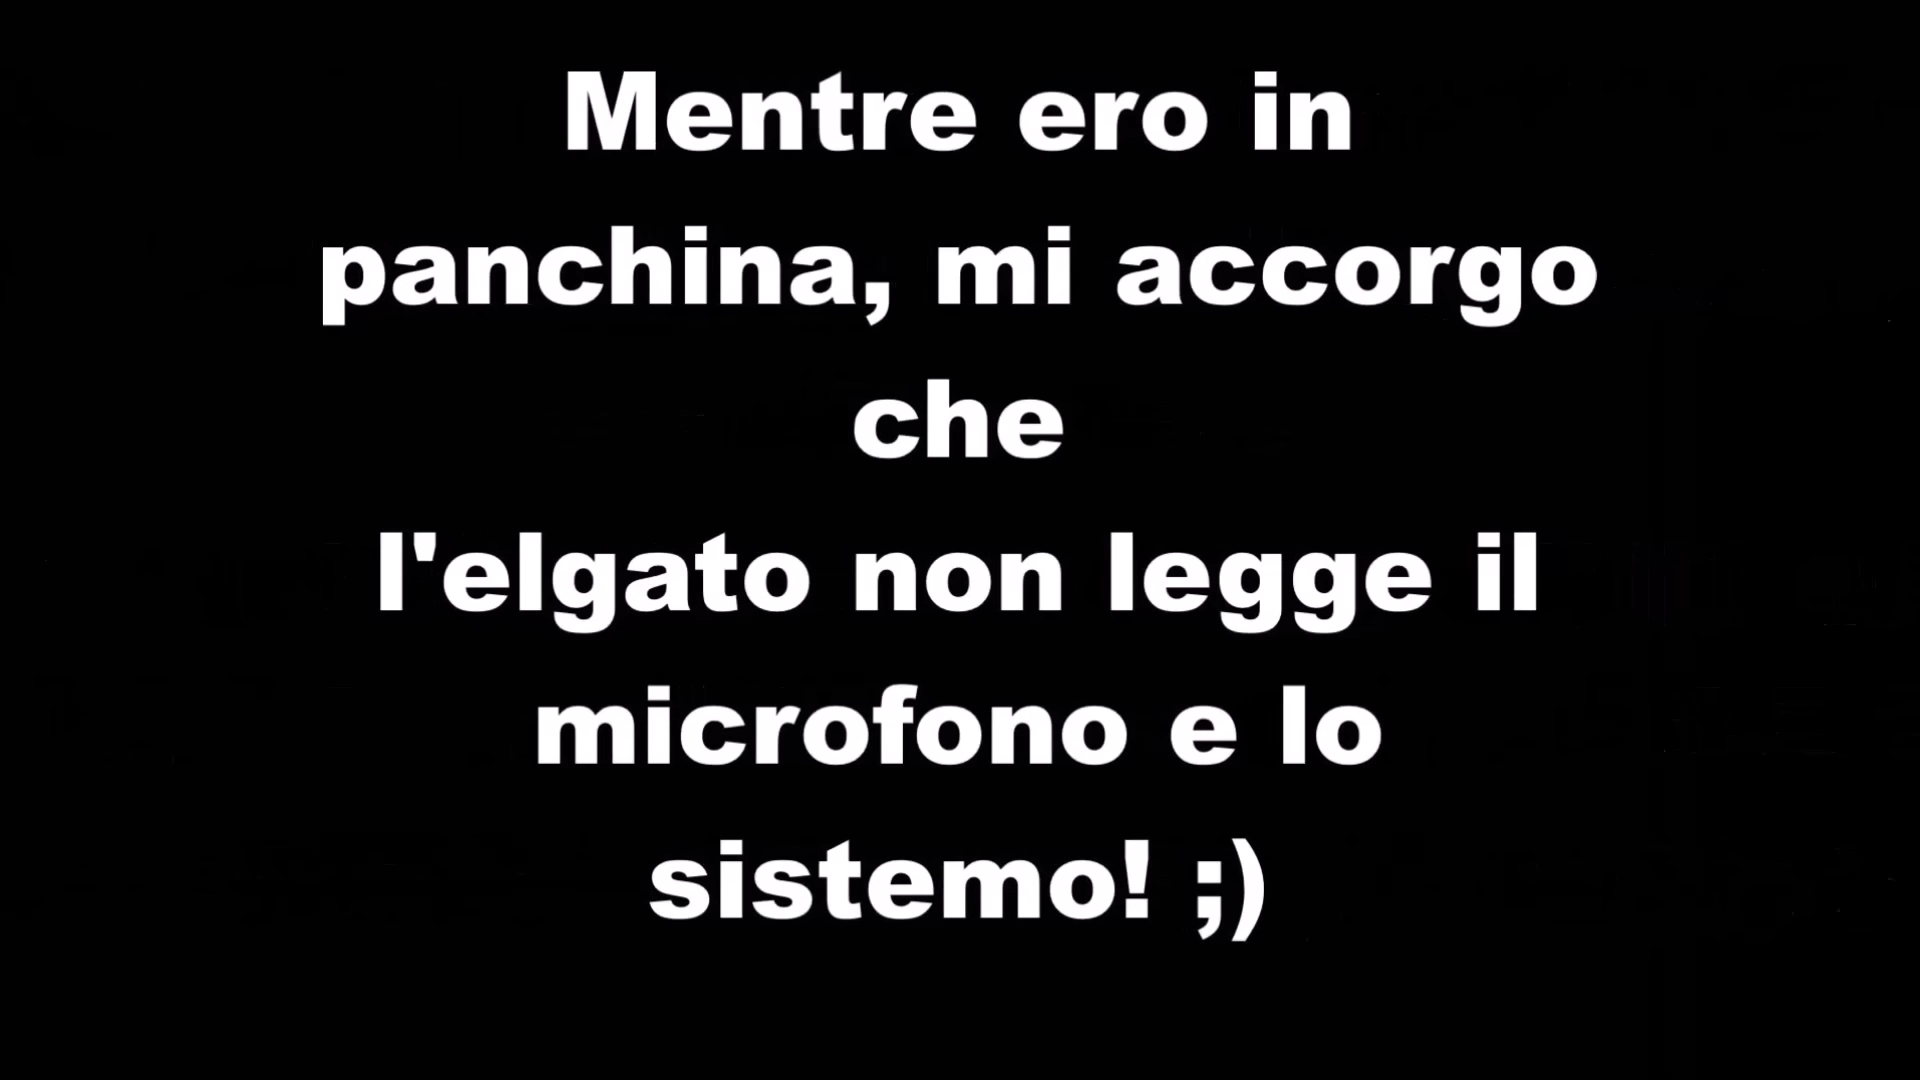 Mentre ero in
panchina, mi accorgo
che
l'elgato non legge il
microfono e lo
sistemo! ;)